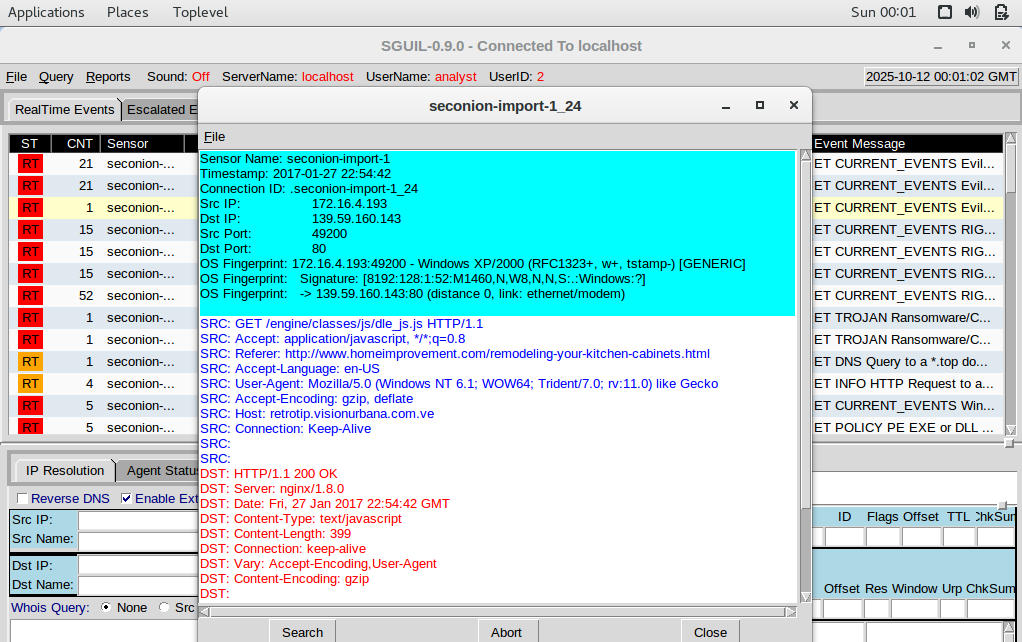 Applications Places Toplevel Sun 00:01
SGUIL-0.9.0 - Connected To localhost
File Query Reports Sound: Off ServerName: localhost UserName: analyst UserID: 2 2025-10-12 00:01:02 GMT
RealTime Events Escalated E
ST CNT Sensor Event Message
RT 21 seconion-... ET CURRENT_EVENTS Evil...
RT 21 seconion-... ET CURRENT_EVENTS Evil...
RT 1 seconion-... ET CURRENT_EVENTS Evil...
RT 15 seconion-... ET CURRENT_EVENTS RIG...
RT 15 seconion-... ET CURRENT_EVENTS RIG...
RT 15 seconion-... ET CURRENT_EVENTS RIG...
RT 52 seconion-... ET CURRENT_EVENTS RIG...
RT 1 seconion-... ET TROJAN Ransomware/C...
RT 1 seconion-... ET TROJAN Ransomware/C...
RT 1 seconion-... ET DNS Query to a *.top do...
RT 4 seconion-... ET INFO HTTP Request to a...
RT 5 seconion-... ET CURRENT_EVENTS Win...
RT 5 seconion-... ET POLICY PE EXE or DLL ...
seconion-import-1_24
File
Sensor Name: seconion-import-1
Timestamp: 2017-01-27 22:54:42
Connection ID: .seconion-import-1_24
Src IP: 172.16.4.193
Dst IP: 139.59.160.143
Src Port: 49200
Dst Port: 80
OS Fingerprint: 172.16.4.193:49200 - Windows XP/2000 (RFC1323+, w+, tstamp-) [GENERIC]
OS Fingerprint: Signature: [8192:128:1:52:M1460,N,W8,N,N,S:.:Windows:?]
OS Fingerprint: -> 139.59.160.143:80 (distance 0, link: ethernet/modem)
SRC: GET /engine/classes/js/dle_js.js HTTP/1.1
SRC: Accept: application/javascript, */*;q=0.8
SRC: Referer: http://www.homeimprovement.com/remodeling-your-kitchen-cabinets.html
SRC: Accept-Language: en-US
SRC: User-Agent: Mozilla/5.0 (Windows NT 6.1; WOW64; Trident/7.0; rv:11.0) like Gecko
SRC: Accept-Encoding: gzip, deflate
SRC: Host: retrotip.visionurbana.com.ve
SRC: Connection: Keep-Alive
SRC:
SRC:
DST: HTTP/1.1 200 OK
DST: Server: nginx/1.8.0
DST: Date: Fri, 27 Jan 2017 22:54:42 GMT
DST: Content-Type: text/javascript
DST: Content-Length: 399
DST: Connection: keep-alive
DST: Vary: Accept-Encoding,User-Agent
DST: Content-Encoding: gzip
DST:
Search Abort Close
IP Resolution Agent Statu
Reverse DNS Enable Ext
Src IP:
Src Name:
Dst IP:
Dst Name:
Whois Query: None Src
ID Flags Offset TTL ChkSum
Offset Res Window Urp ChkSum